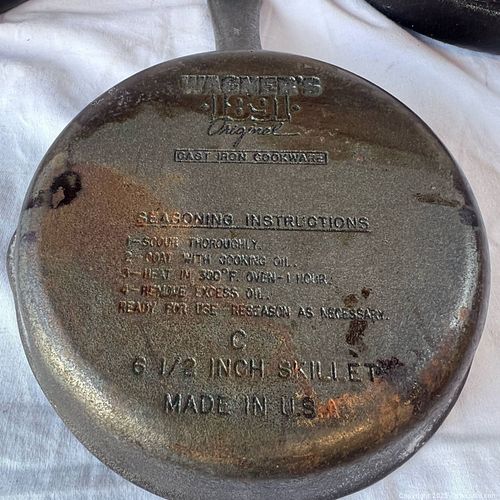 WAGNER'S
·1891·
Original
CAST IRON COOKWARE
SEASONING INSTRUCTIONS
1-SCOUR THOROUGHLY.
2 COAT WITH COOKING OIL.
3-HEAT IN 300°F. OVEN-1 HOUR.
4-REMOVE EXCESS OIL.
READY FOR USE RESEASON AS NECESSARY.
C
6 1/2 INCH SKILLET
MADE IN U.S.A